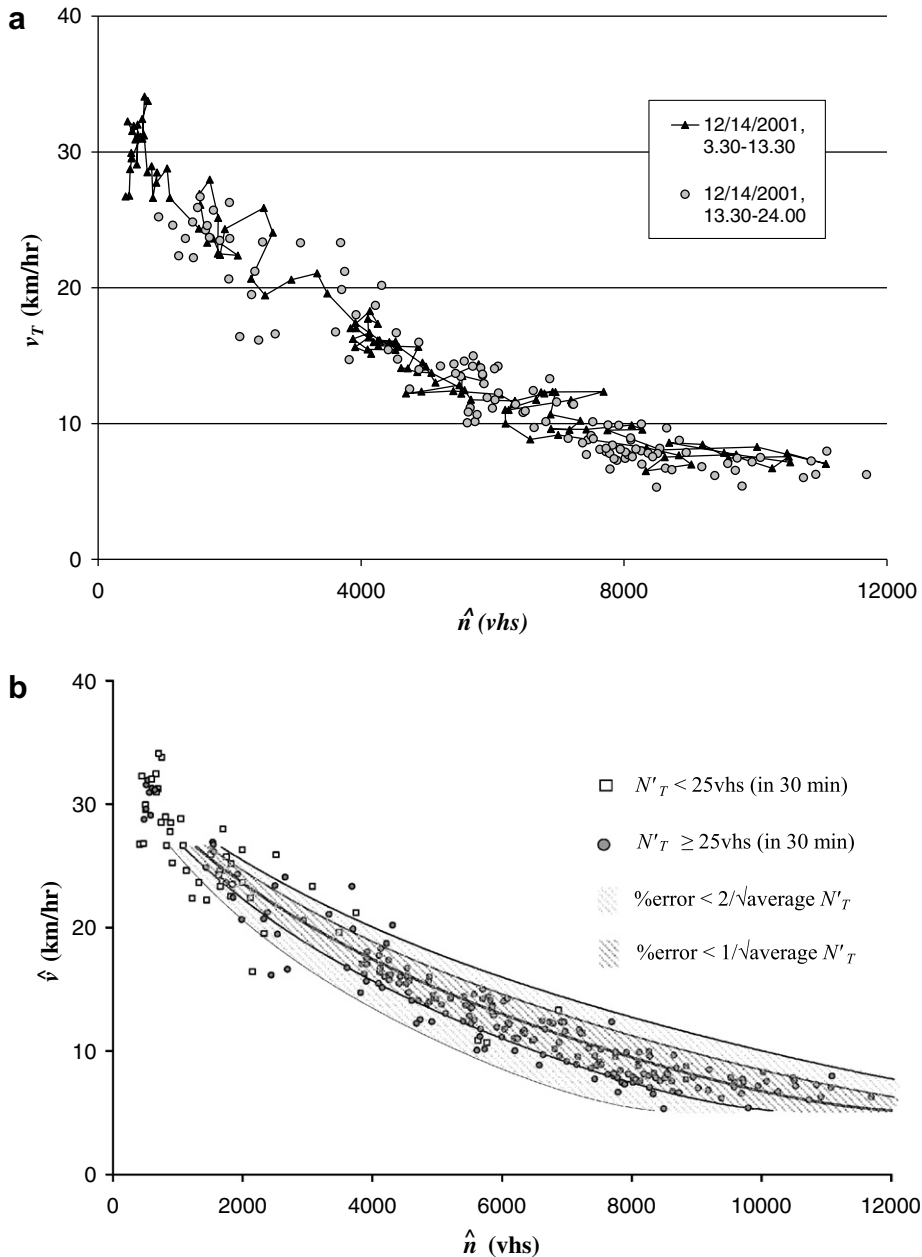 a
40
30
20
10
0
v_T (km/hr)
12/14/2001,
3.30-13.30
12/14/2001,
13.30-24.00
0 4000 8000 12000
n̂ (vhs)
b
40
30
20
10
0
v̂ (km/hr)
N'_T < 25vhs (in 30 min)
N'_T ≥ 25vhs (in 30 min)
%error < 2/√average N'_T
%error < 1/√average N'_T
0 2000 4000 6000 8000 10000 12000
n̂ (vhs)